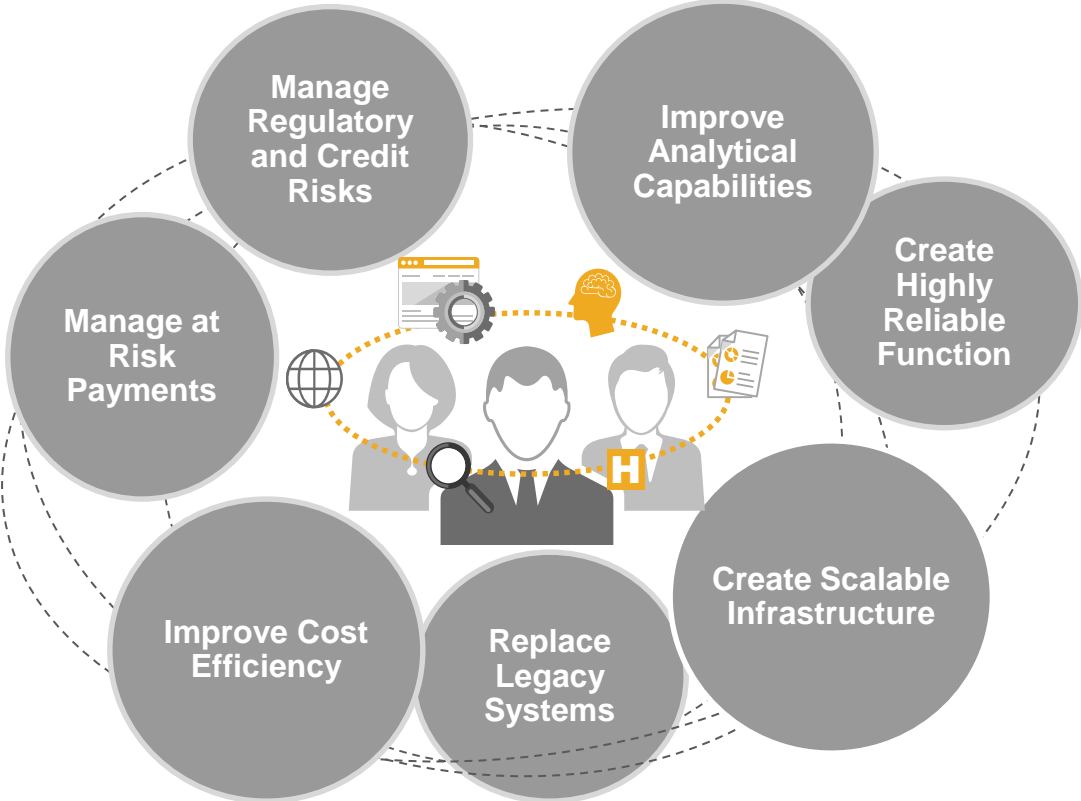 Manage
Regulatory
and Credit
Risks
Improve
Analytical
Capabilities
Create
Highly
Reliable
Function
Manage at
Risk
Payments
H
Create Scalable
Infrastructure
Improve Cost
Efficiency
Replace
Legacy
Systems